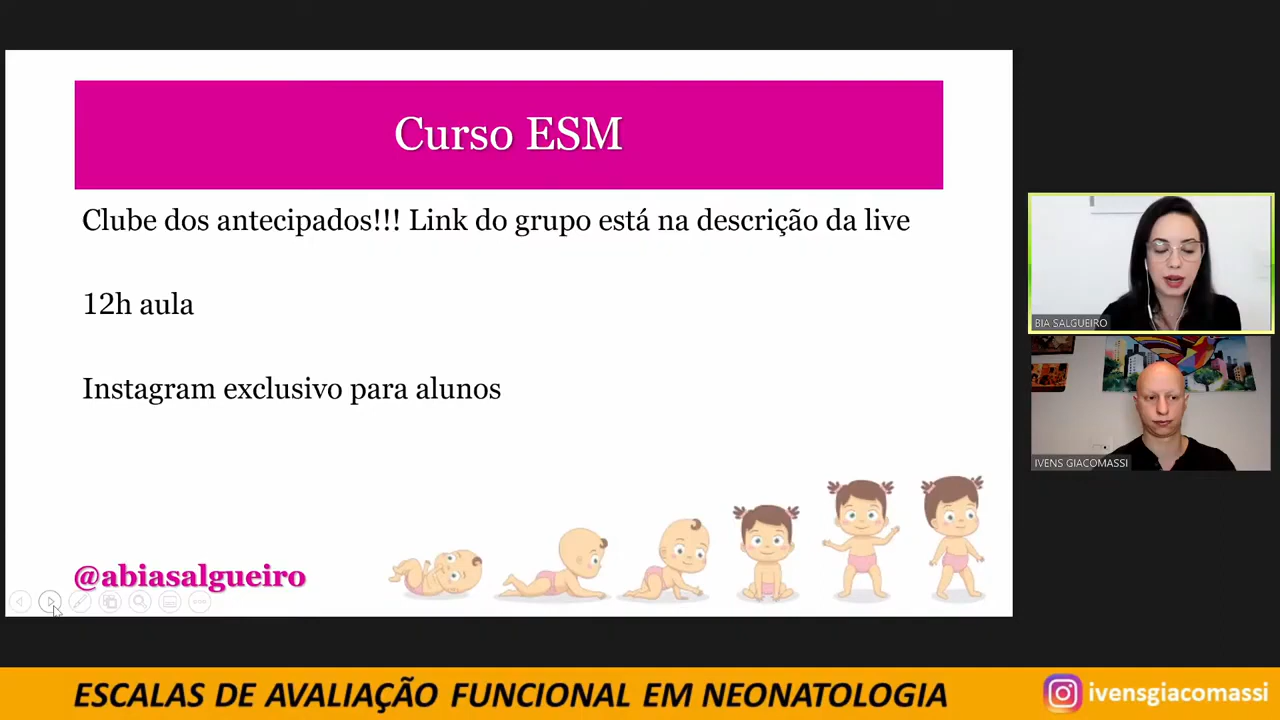 Curso ESM
Clube dos antecipados!!! Link do grupo está na descrição da live
12h aula
Instagram exclusivo para alunos
@abiasalgueiro
BIA SALGUEIRO
IVENS GIACOMASSI
ESCALAS DE AVALIAÇÃO FUNCIONAL EM NEONATOLOGIA
ivensgiacomassi